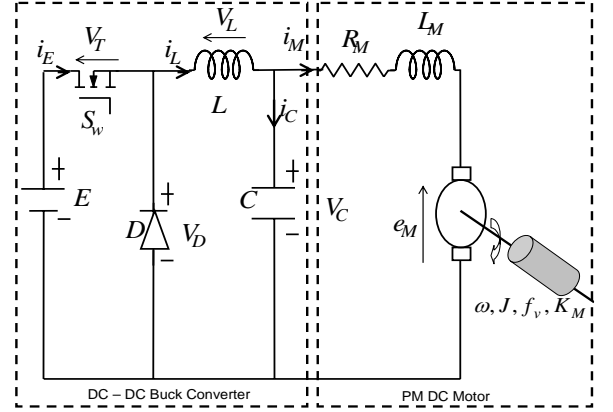 i_E
V_T
S_w
i_L
V_L
L
i_M
R_M
L_M
i_C
+
E
−
D
+
V_D
−
C
+
−
V_C
e_M
ω, J, f_v, K_M
DC – DC Buck Converter
PM DC Motor